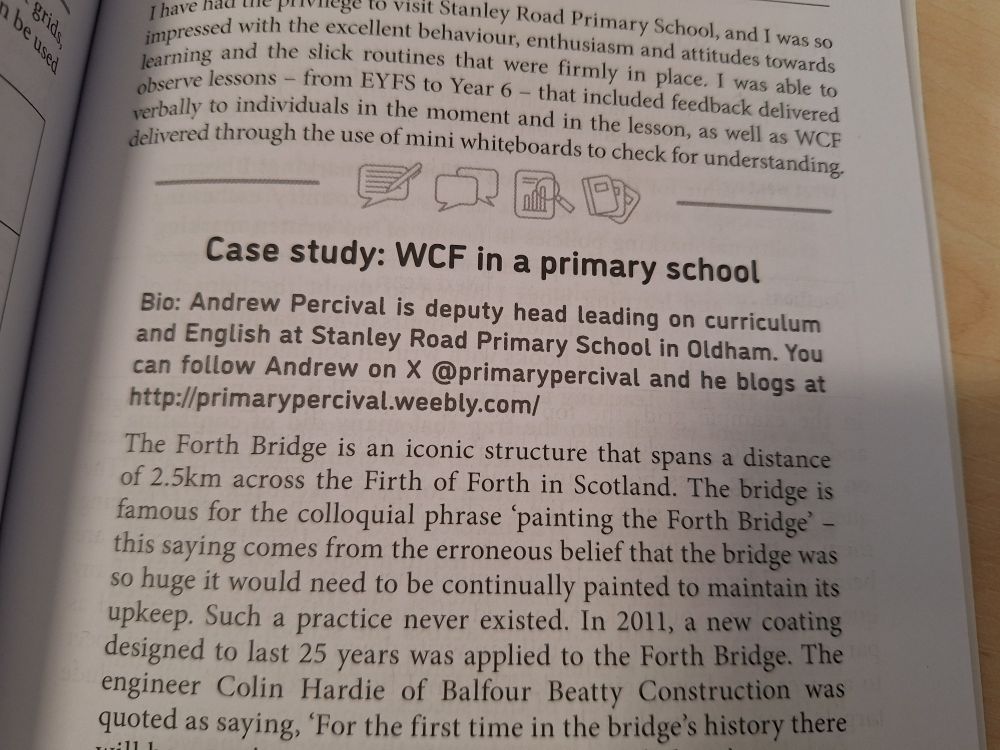 grids,
n be used
I have had the privilege to visit Stanley Road Primary School, and I was so
impressed with the excellent behaviour, enthusiasm and attitudes towards
learning and the slick routines that were firmly in place. I was able to
observe lessons – from EYFS to Year 6 – that included feedback delivered
verbally to individuals in the moment and in the lesson, as well as WCF
delivered through the use of mini whiteboards to check for understanding.
Case study: WCF in a primary school
Bio: Andrew Percival is deputy head leading on curriculum
and English at Stanley Road Primary School in Oldham. You
can follow Andrew on X @primarypercival and he blogs at
http://primarypercival.weebly.com/
The Forth Bridge is an iconic structure that spans a distance
of 2.5km across the Firth of Forth in Scotland. The bridge is
famous for the colloquial phrase ‘painting the Forth Bridge’ –
this saying comes from the erroneous belief that the bridge was
so huge it would need to be continually painted to maintain its
upkeep. Such a practice never existed. In 2011, a new coating
designed to last 25 years was applied to the Forth Bridge. The
engineer Colin Hardie of Balfour Beatty Construction was
quoted as saying, ‘For the first time in the bridge’s history there